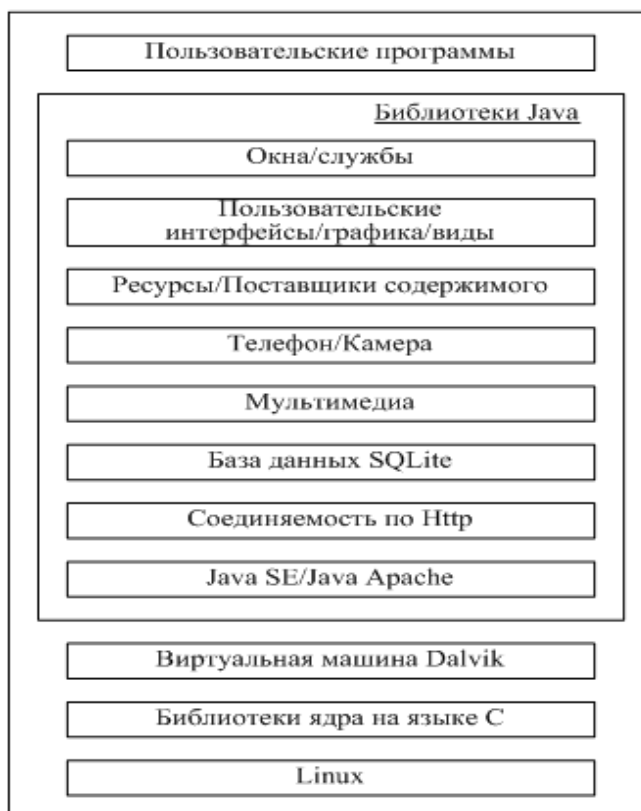 Пользовательские программы
Библиотеки Java
Окна/службы
Пользовательские
интерфейсы/графика/виды
Ресурсы/Поставщики содержимого
Телефон/Камера
Мультимедиа
База данных SQLite
Соединяемость по Http
Java SE/Java Apache
Виртуальная машина Dalvik
Библиотеки ядра на языке C
Linux